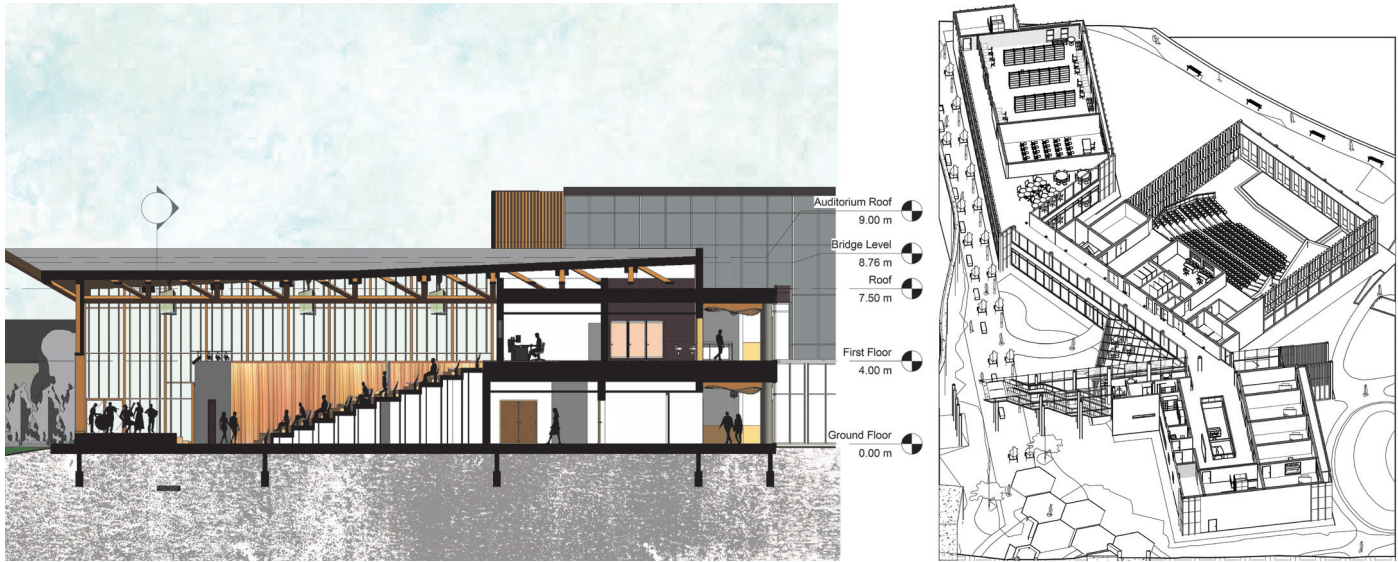 Auditorium Roof
9.00 m
Bridge Level
8.76 m
Roof
7.50 m
First Floor
4.00 m
Ground Floor
0.00 m